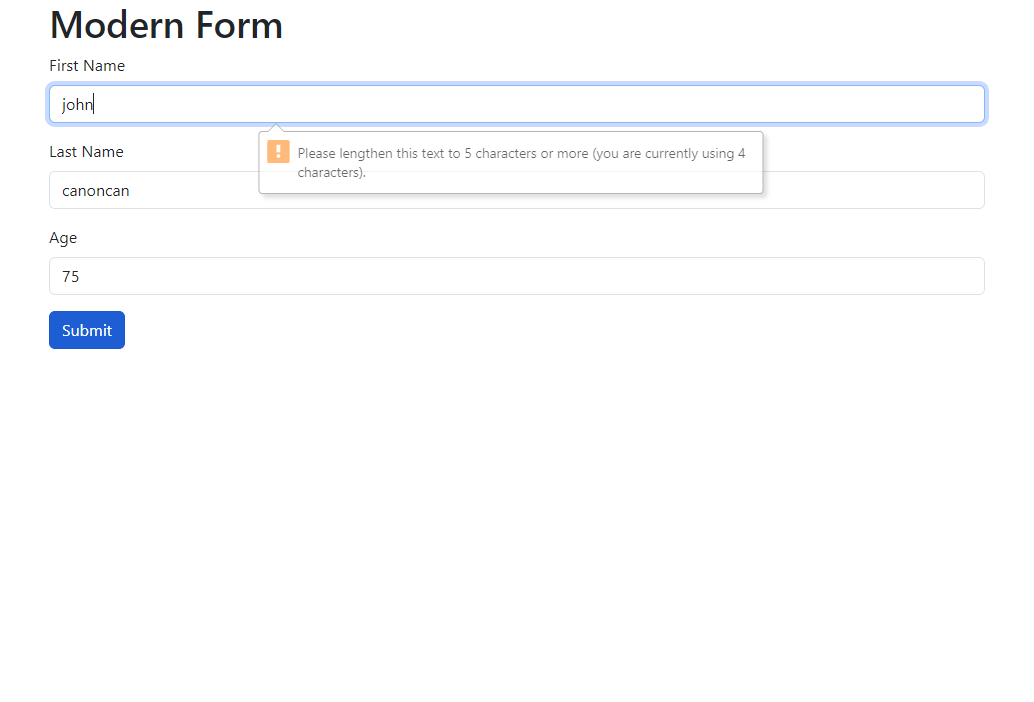 Modern Form
First Name
john
Please lengthen this text to 5 characters or more (you are currently using 4
characters).
Last Name
canoncan
Age
75
Submit